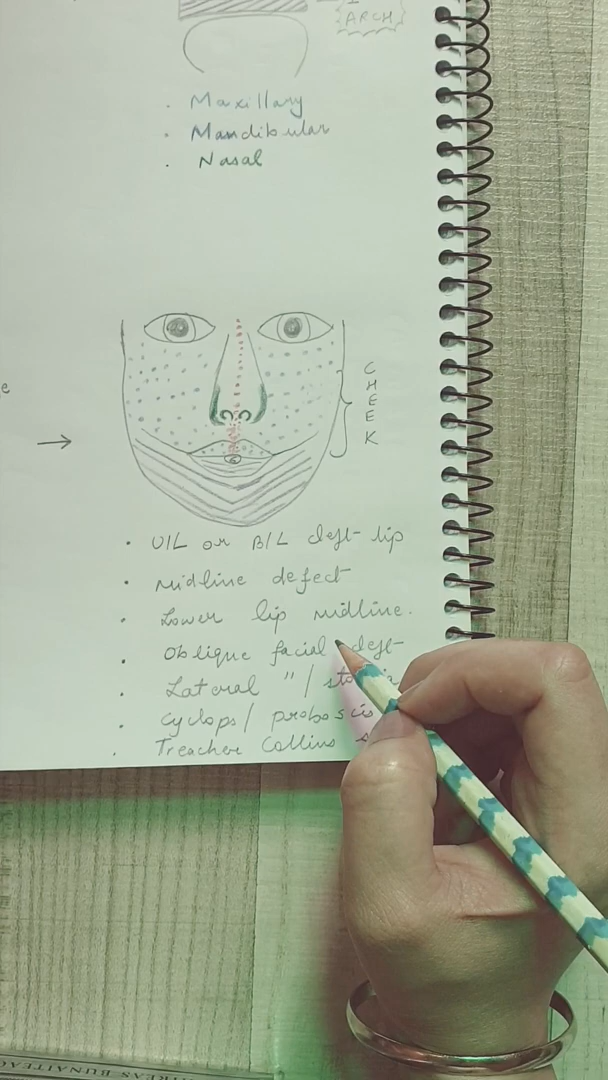 ARCH
. Maxillary
. Mandibular
. Nasal
e
→
CHEEK
. U/L or B/L cleft lip
. Midline defect
. Lower lip midline.
. Oblique facial cleft
. Lateral " /
. Cyclops / proboscis
. Treacher Collins